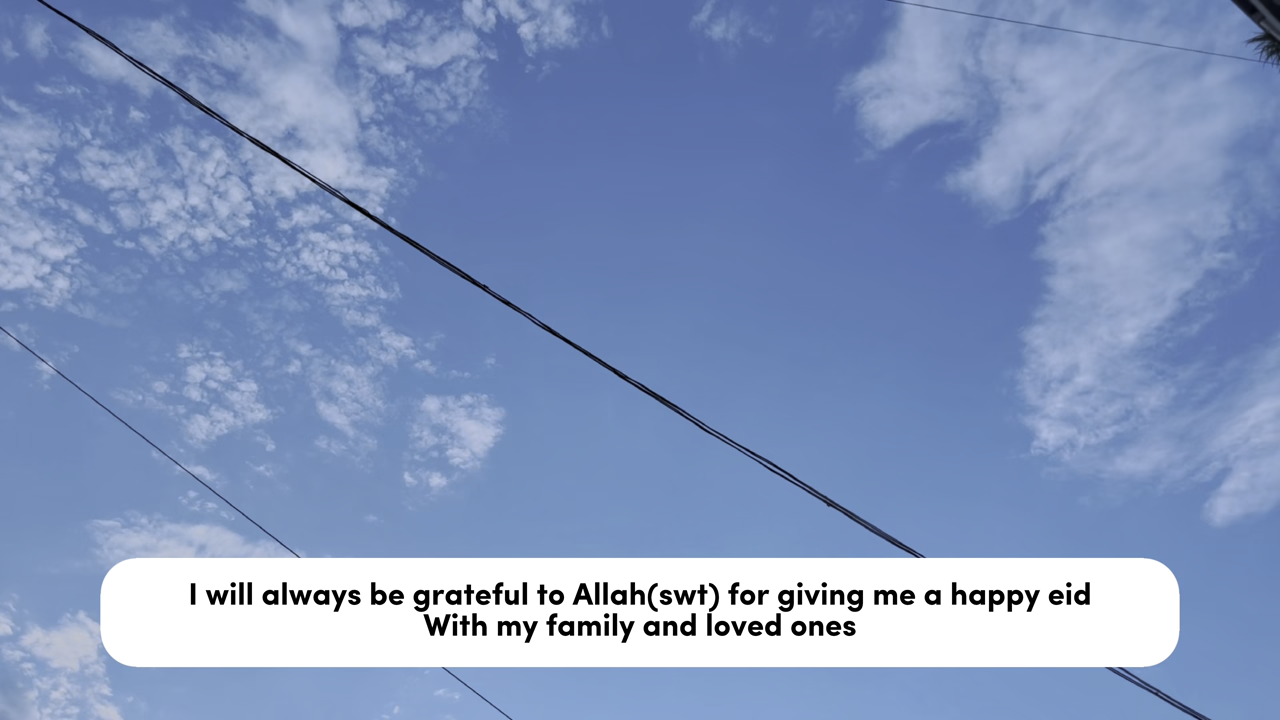 I will always be grateful to Allah(swt) for giving me a happy eid
With my family and loved ones